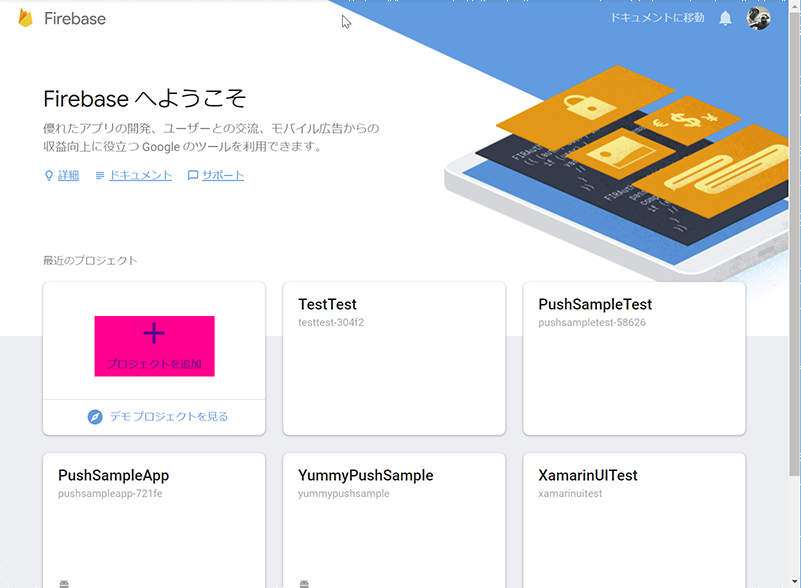 Firebase
ドキュメントに移動
Firebase へようこそ
優れたアプリの開発、ユーザーとの交流、モバイル広告からの
収益向上に役立つ Google のツールを利用できます。
詳細 ドキュメント サポート
最近のプロジェクト
プロジェクトを追加
デモ プロジェクトを見る
TestTest
testtest-304f2
PushSampleTest
pushsampletest-58626
PushSampleApp
pushsampleapp-721fe
YummyPushSample
yummypushsample
XamarinUITest
xamarinuitest